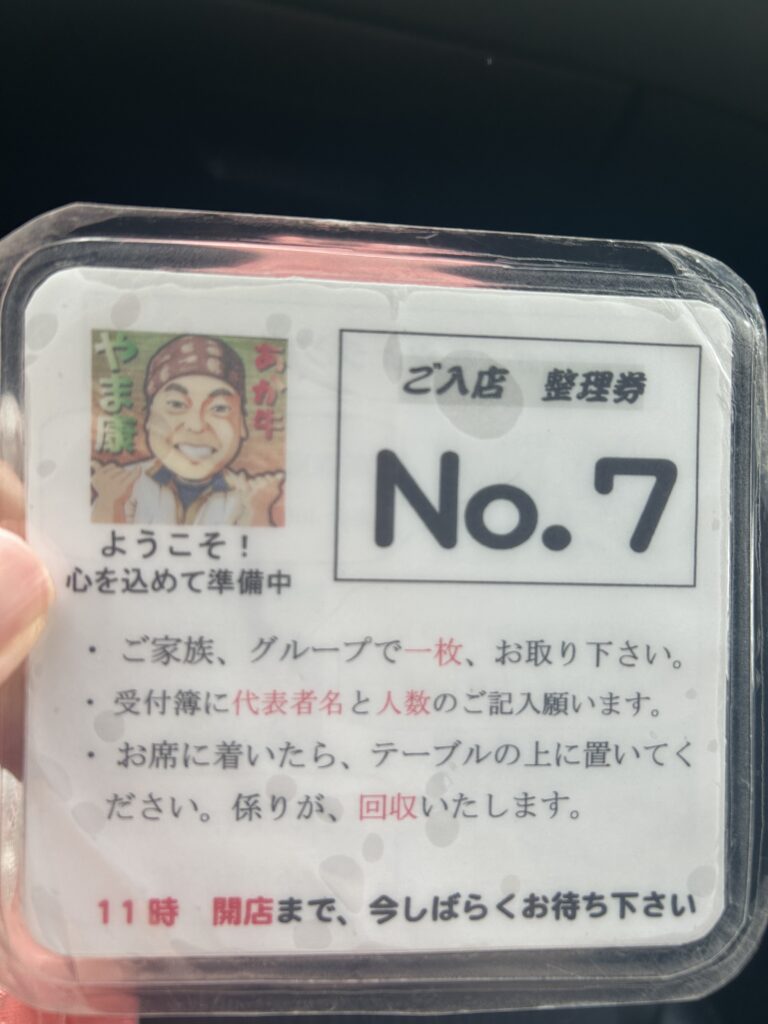 やま康
あか牛
ようこそ！
心を込めて準備中
ご入店　整理券
No. 7
・ご家族、グループで一枚、お取り下さい。
・受付簿に代表者名と人数のご記入願います。
・お席に着いたら、テーブルの上に置いてく
ださい。係りが、回収いたします。
11時　開店まで、今しばらくお待ち下さい